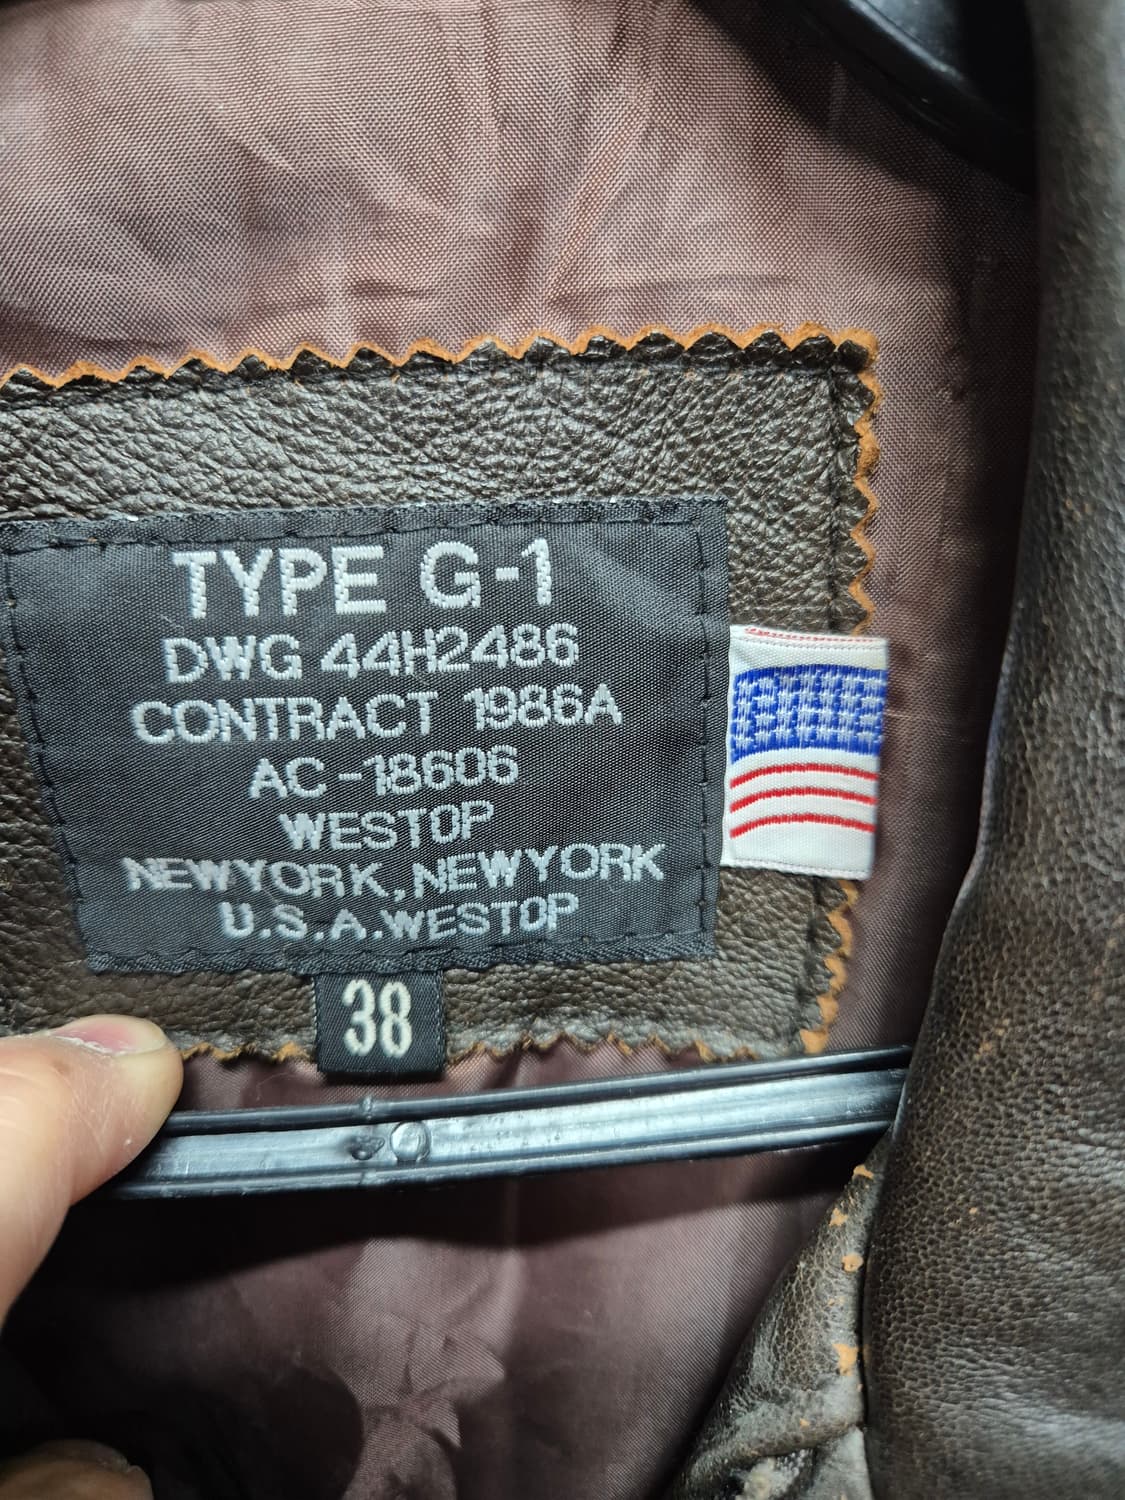 TYPE G-1
DWG 44H2486
CONTRACT 1986A
AC-18606
WESTOP
NEWYORK,NEWYORK
U.S.A.WESTOP
38